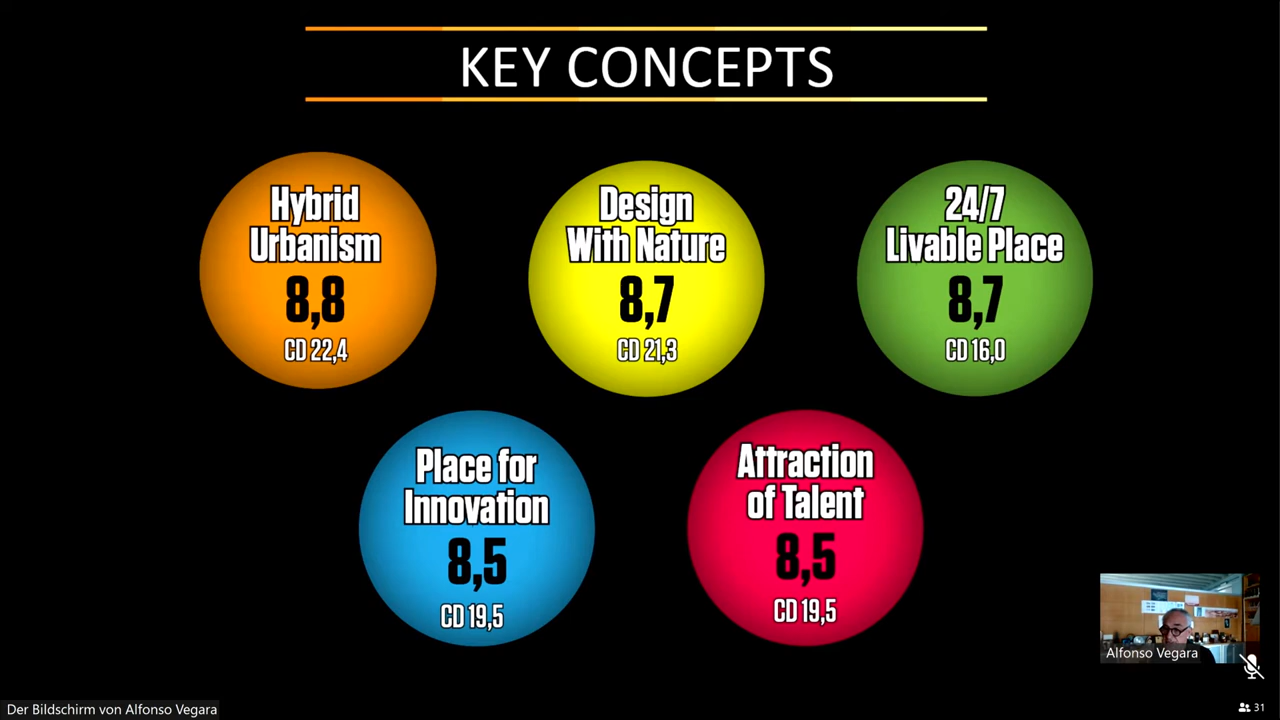 KEY CONCEPTS
Hybrid
Urbanism
8,8
CD 22,4
Design
With Nature
8,7
CD 21,3
24/7
Livable Place
8,7
CD 16,0
Place for
Innovation
8,5
CD 19,5
Attraction
of Talent
8,5
CD 19,5
Alfonso Vegara
Der Bildschirm von Alfonso Vegara
31